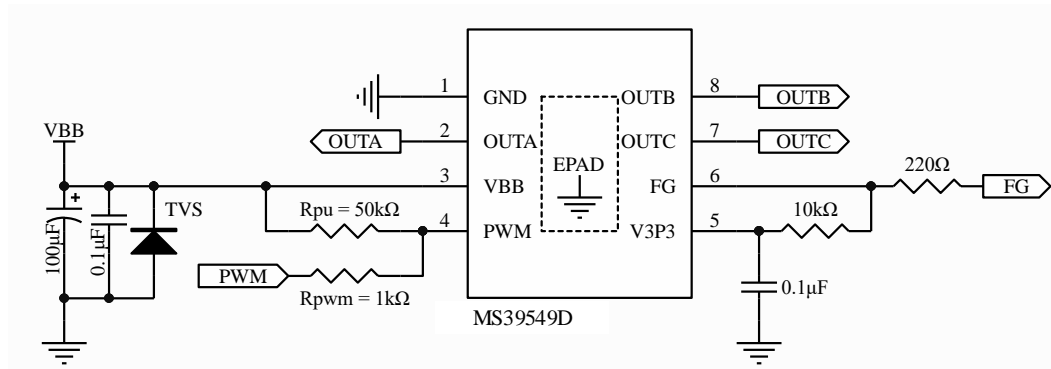 1
GND
OUTB
8
OUTB
VBB
OUTA
2
OUTA
OUTC
7
OUTC
EPAD
220Ω
3
VBB
FG
6
FG
+
TVS
Rpu = 50kΩ
10kΩ
100μF
0.1μF
4
PWM
V3P3
5
PWM
Rpwm = 1kΩ
0.1μF
MS39549D